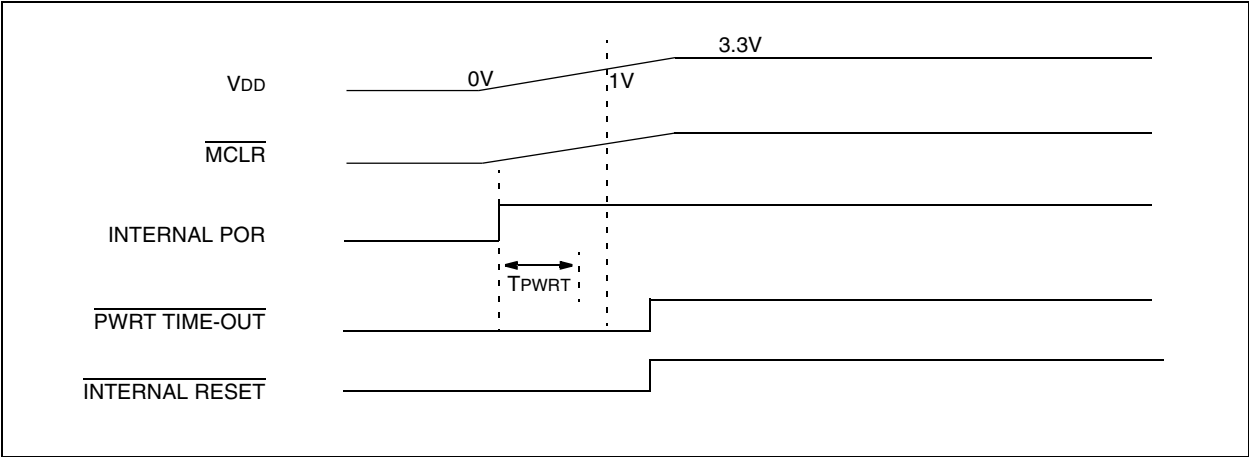 3.3V
VDD 0V 1V
MCLR
INTERNAL POR
TPWRT
PWRT TIME-OUT
INTERNAL RESET